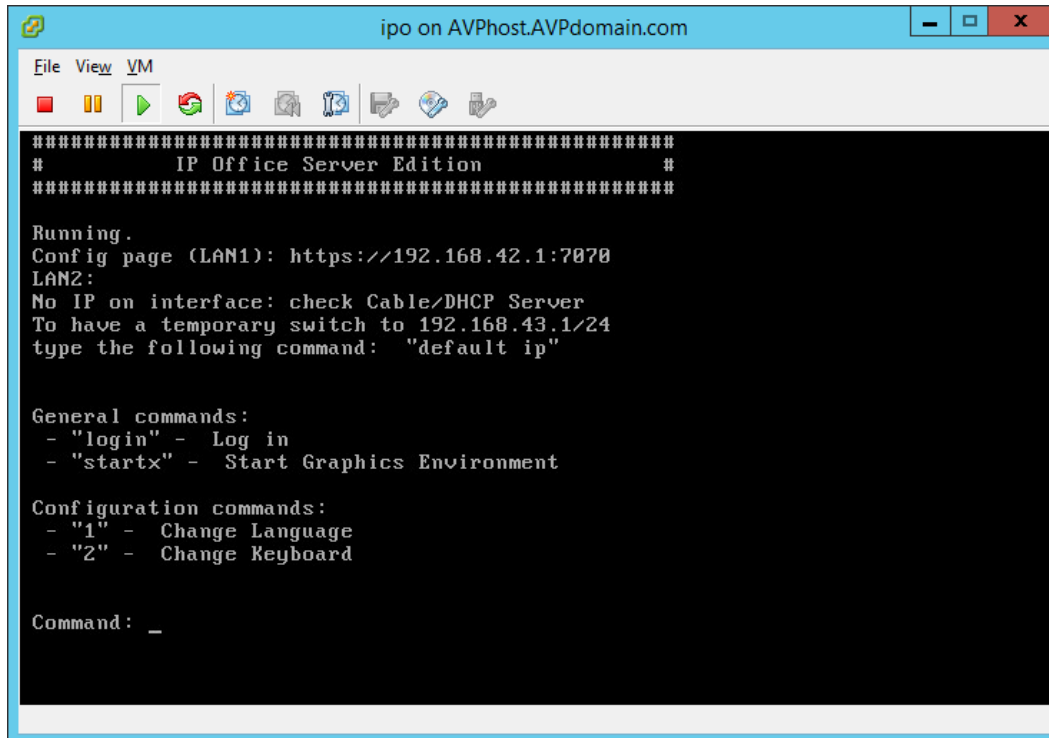 ipo on AVPhost.AVPdomain.com
File View VM
##################################################
# IP Office Server Edition #
##################################################
Running.
Config page (LAN1): https://192.168.42.1:7070
LAN2:
No IP on interface: check Cable/DHCP Server
To have a temporary switch to 192.168.43.1/24
type the following command: "default ip"
General commands:
- "login" - Log in
- "startx" - Start Graphics Environment
Configuration commands:
- "1" - Change Language
- "2" - Change Keyboard
Command: _